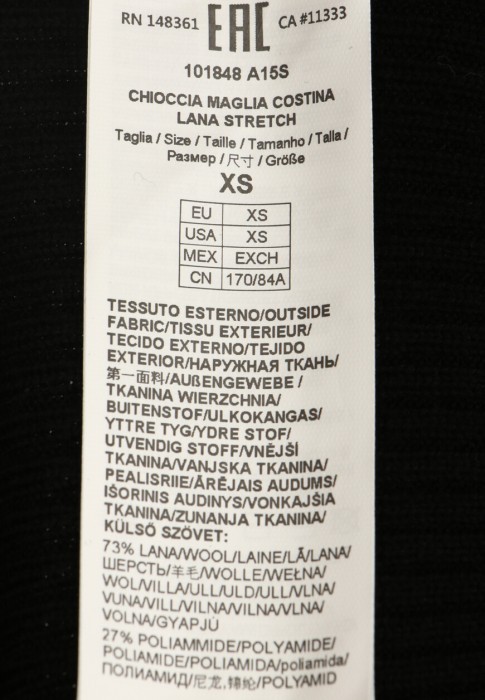 RN 148361 EAC CA #11333
101848 A15S
CHIOCCIA MAGLIA COSTINA
LANA STRETCH
Taglia / Size / Taille / Tamanho / Talla /
Размер / 尺寸 / Größe
XS
EU XS
USA XS
MEX EXCH
CN 170/84A
TESSUTO ESTERNO/OUTSIDE
FABRIC/TISSU EXTERIEUR/
TECIDO EXTERNO/TEJIDO
EXTERIOR/НАРУЖНАЯ ТКАНЬ/
第一面料/AUßENGEWEBE /
TKANINA WIERZCHNIA/
BUITENSTOF/ULKOKANGAS/
YTTRE TYG/YDRE STOF/
UTVENDIG STOFF/VNĚJŠÍ
TKANINA/VANJSKA TKANINA/
PEALISRIIE/ĀRĒJAIS AUDUMS/
IŠORINIS AUDINYS/VONKAJŠIA
TKANINA/ZUNANJA TKANINA/
KÜLSŐ SZÖVET:
73% LANA/WOOL/LAINE/LÃ/LANA/
ШЕРСТЬ/羊毛/WOLLE/WEŁNA/
WOL/VILLA/ULL/ULD/ULL/VLNA/
VUNA/VILL/VILNA/VILNA/VLNA/
VOLNA/GYAPJÚ
27% POLIAMMIDE/POLYAMIDE/
POLIAMIDE/POLIAMIDA/poliamida/
ПОЛИАМИД/尼龙,锦纶/POLYAMID